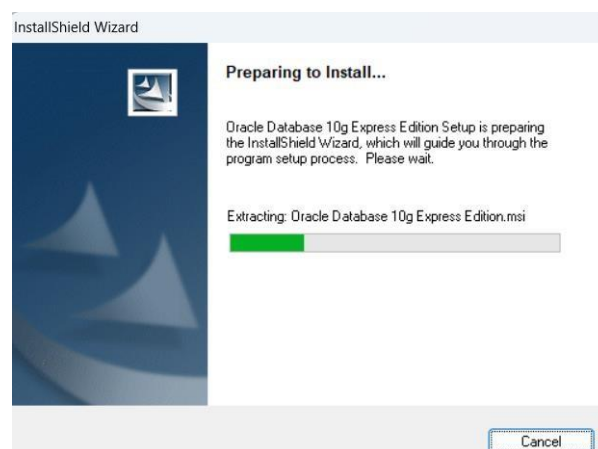 InstallShield Wizard
Preparing to Install...
Oracle Database 10g Express Edition Setup is preparing
the InstallShield Wizard, which will guide you through the
program setup process. Please wait.
Extracting: Oracle Database 10g Express Edition.msi
Cancel